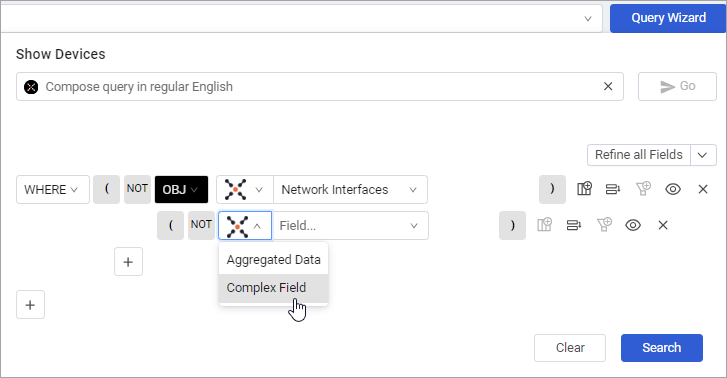 Query Wizard
Show Devices
Compose query in regular English
Go
Refine all Fields
WHERE ( NOT OBJ Network Interfaces )
( NOT Field... )
Aggregated Data
Complex Field
Clear Search